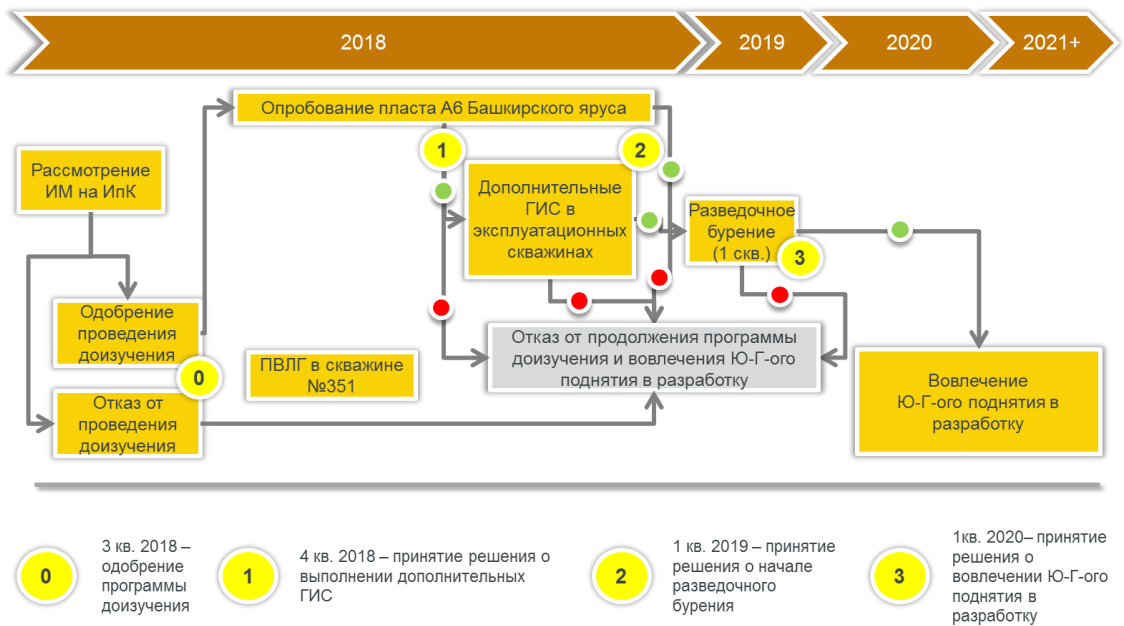 2018
2019
2020
2021+
Опробование пласта А6 Башкирского яруса
1
2
Рассмотрение
ИМ на ИпК
Дополнительные
ГИС в
эксплуатационных
скважинах
Разведочное
бурение
(1 скв.)
3
Одобрение
проведения
доизучения
0
Отказ от
проведения
доизучения
ПВЛГ в скважине
№351
Отказ от продолжения программы
доизучения и вовлечения Ю-Г-ого
поднятия в разработку
Вовлечение
Ю-Г-ого поднятия в
разработку
0
3 кв. 2018 –
одобрение
программы
доизучения
1
4 кв. 2018 – принятие решения о
выполнении дополнительных
ГИС
2
1 кв. 2019 – принятие
решения о начале
разведочного
бурения
3
1кв. 2020– принятие
решения о
вовлечении Ю-Г-ого
поднятия в
разработку